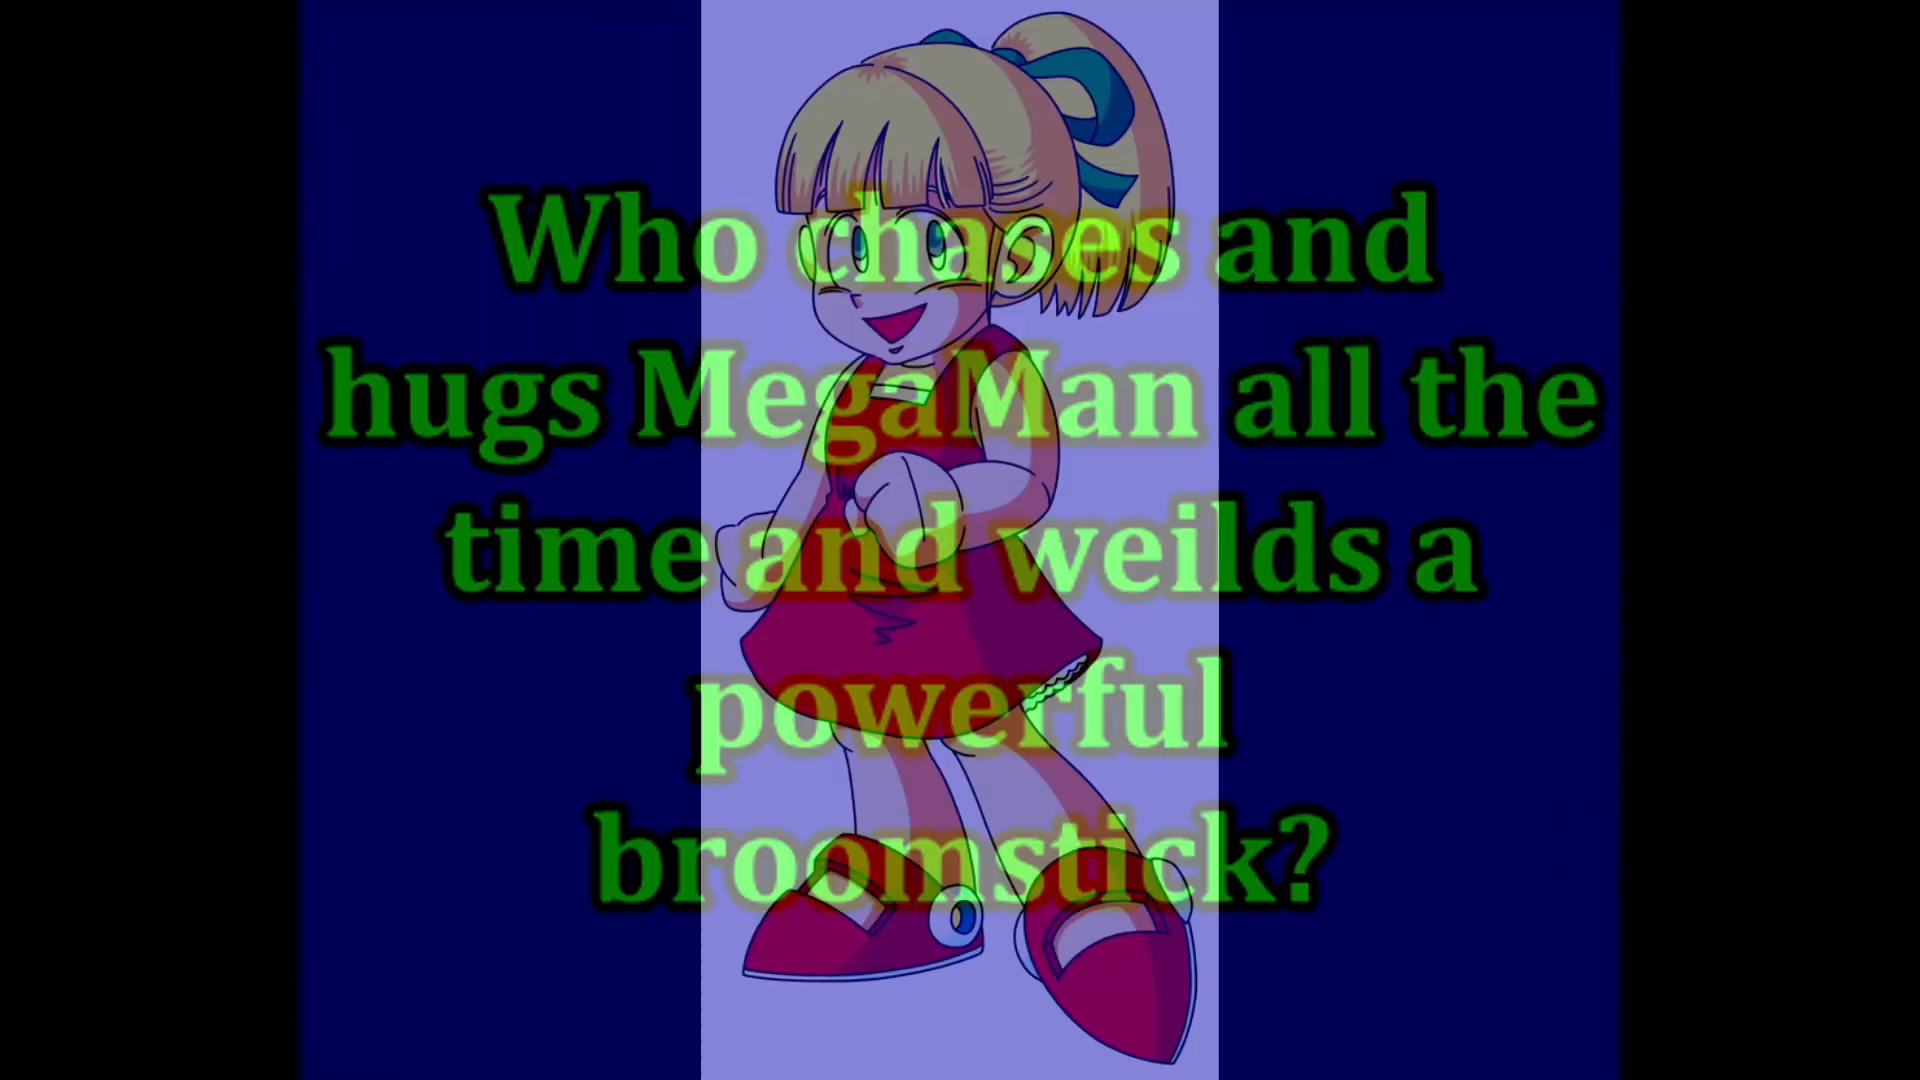 Who chases and
hugs MegaMan all the
time and weilds a
powerful
broomstick?